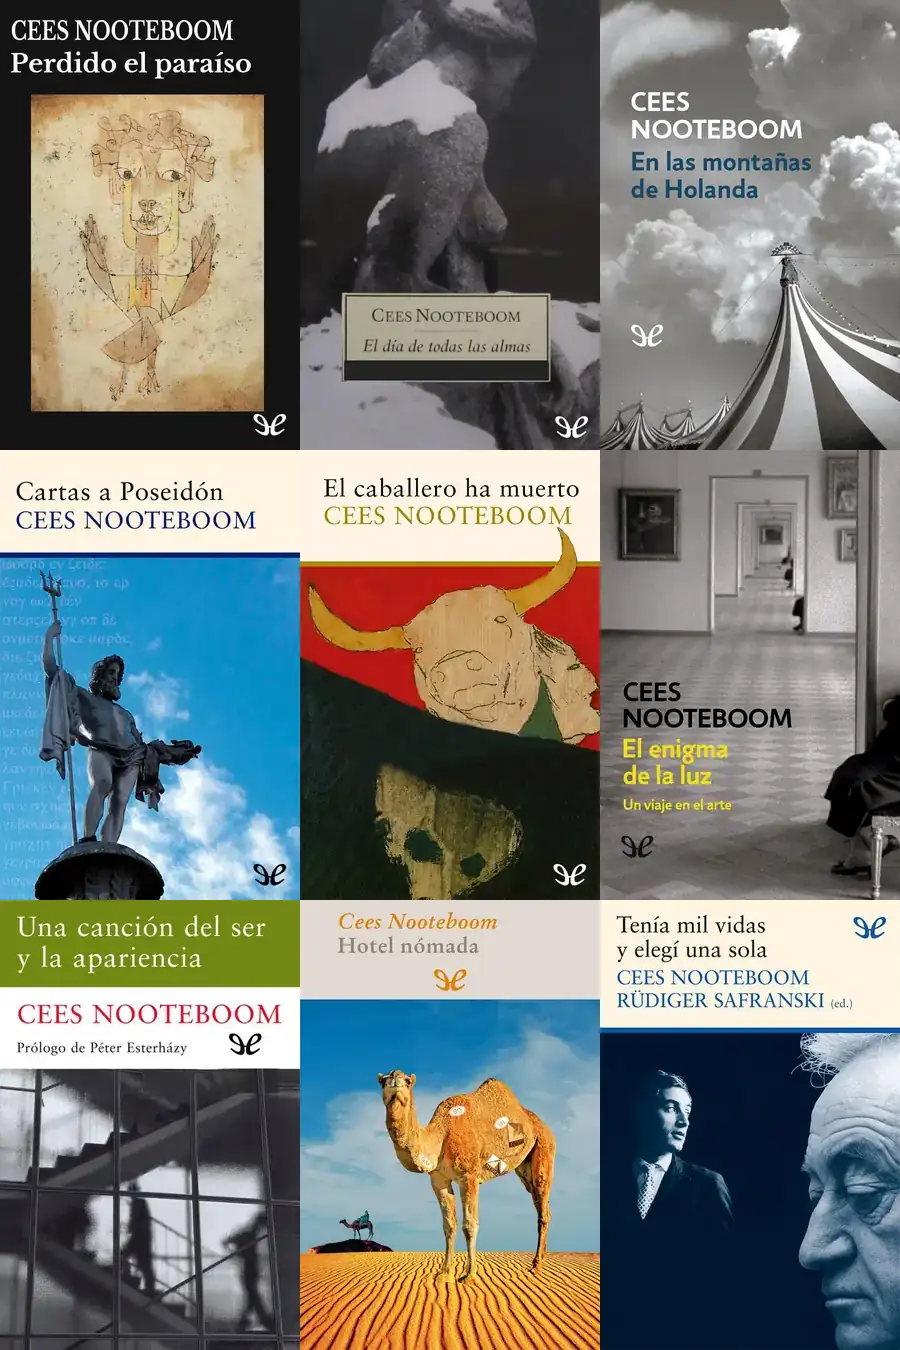 CEES NOOTEBOOM
Perdido el paraíso
CEES NOOTEBOOM
El día de todas las almas
CEES
NOOTEBOOM
En las montañas
de Holanda
Cartas a Poseidón
CEES NOOTEBOOM
El caballero ha muerto
CEES NOOTEBOOM
CEES
NOOTEBOOM
El enigma
de la luz
Un viaje en el arte
Una canción del ser
y la apariencia
CEES NOOTEBOOM
Prólogo de Péter Esterházy
Cees Nooteboom
Hotel nómada
Tenía mil vidas
y elegí una sola
CEES NOOTEBOOM
RÜDIGER SAFRANSKI (ed.)